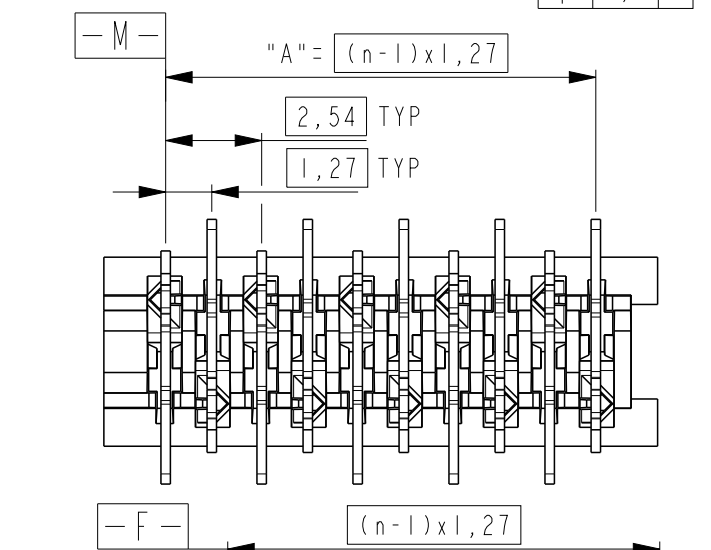 -M-
"A"= (n-1)x1,27
2,54 TYP
1,27 TYP
-F-
(n-1)x1,27